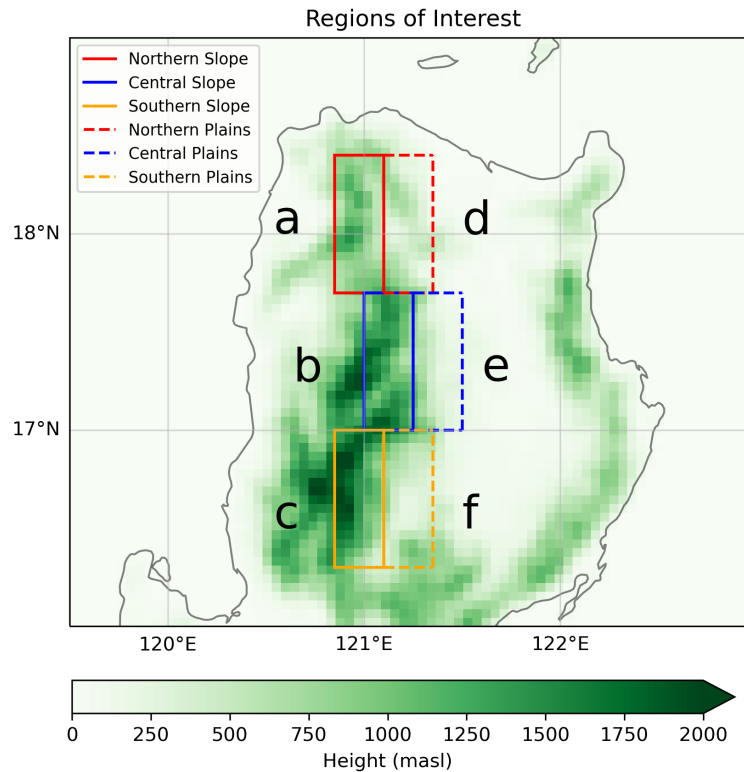 Regions of Interest
Northern Slope
Central Slope
Southern Slope
Northern Plains
Central Plains
Southern Plains
a
d
18°N
b
e
17°N
c
f
120°E 121°E 122°E
0 250 500 750 1000 1250 1500 1750 2000
Height (masl)